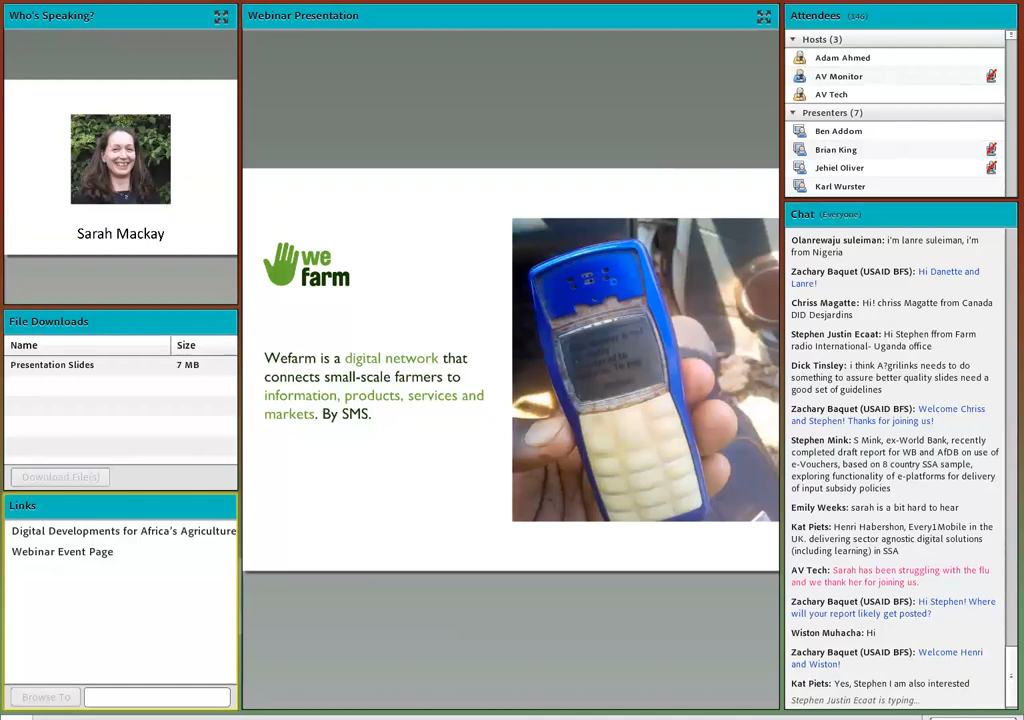 Who's Speaking?
Sarah Mackay
File Downloads
Name Size
Presentation Slides 7 MB
Download File(s)
Links
Digital Developments for Africa's Agriculture
Webinar Event Page
Browse To
Webinar Presentation
we
farm
Wefarm is a digital network that
connects small-scale farmers to
information, products, services and
markets. By SMS.
Attendees (146)
Hosts (3)
Adam Ahmed
AV Monitor
AV Tech
Presenters (7)
Ben Addom
Brian King
Jehiel Oliver
Karl Wurster
Chat (Everyone)
Olanrewaju suleiman: i'm lanre suleiman, i'm
from Nigeria
Zachary Baquet (USAID BFS): Hi Danette and
Lanre!
Chriss Magatte: Hi! chriss Magatte from Canada
DID Desjardins
Stephen Justin Ecaat: Hi Stephen ffrom Farm
radio International- Uganda office
Dick Tinsley: i think A?grilinks needs to do
something to assure better quality slides need a
good set of guidelines
Zachary Baquet (USAID BFS): Welcome Chriss
and Stephen! Thanks for joining us!
Stephen Mink: S Mink, ex-World Bank, recently
completed draft report for WB and AfDB on use of
e-Vouchers, based on 8 country SSA sample,
exploring functionality of e-platforms for delivery
of input subsidy policies
Emily Weeks: sarah is a bit hard to hear
Kat Piets: Henri Habershon, Every1Mobile in the
UK. delivering sector agnostic digital solutions
(including learning) in SSA
AV Tech: Sarah has been struggling with the flu
and we thank her for joining us.
Zachary Baquet (USAID BFS): Hi Stephen! Where
will your report likely get posted?
Wiston Muhacha: Hi
Zachary Baquet (USAID BFS): Welcome Henri
and Wiston!
Kat Piets: Yes, Stephen I am also interested
Stephen Justin Ecaat is typing...